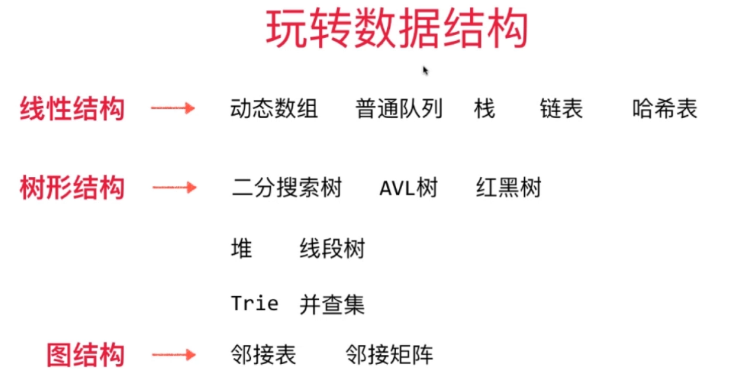 玩转数据结构
线性结构 动态数组 普通队列 栈 链表 哈希表
树形结构 二分搜索树 AVL树 红黑树
堆 线段树
Trie 并查集
图结构 邻接表 邻接矩阵